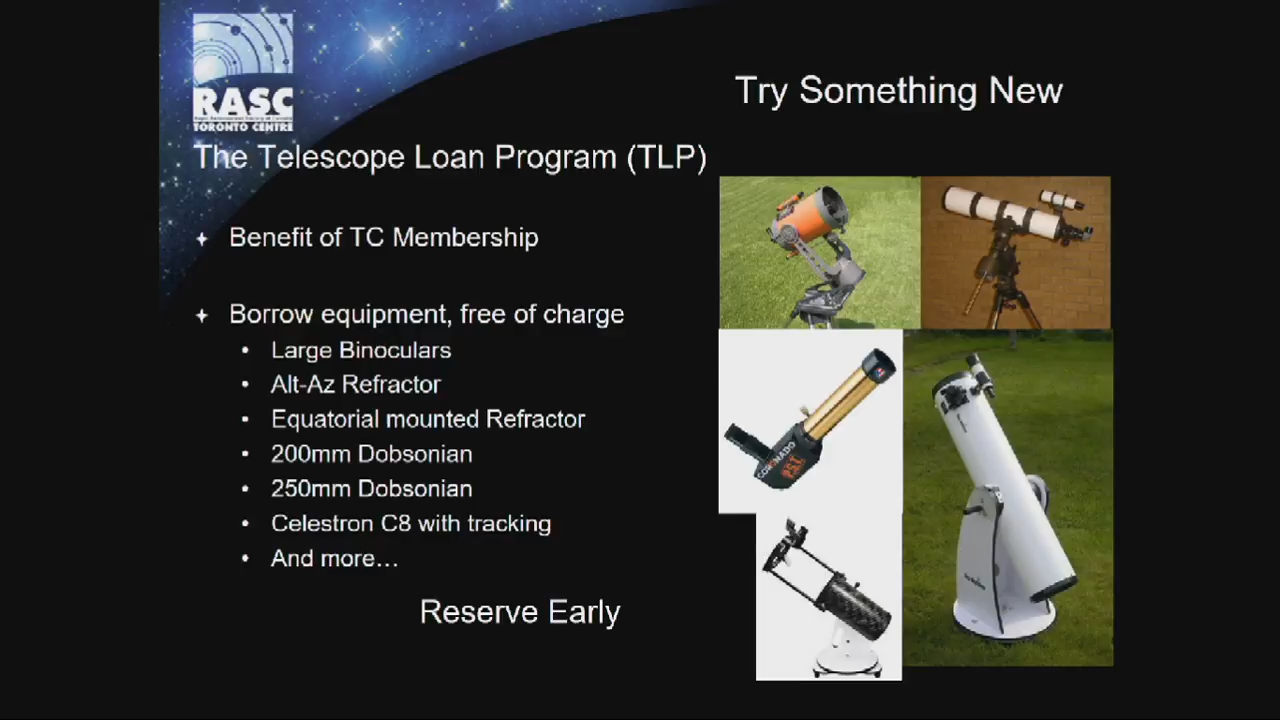 RASC
TORONTO CENTRE
Try Something New
The Telescope Loan Program (TLP)
Benefit of TC Membership
Borrow equipment, free of charge
• Large Binoculars
• Alt-Az Refractor
• Equatorial mounted Refractor
• 200mm Dobsonian
• 250mm Dobsonian
• Celestron C8 with tracking
• And more…
Reserve Early
CORONADO
P.S.T.